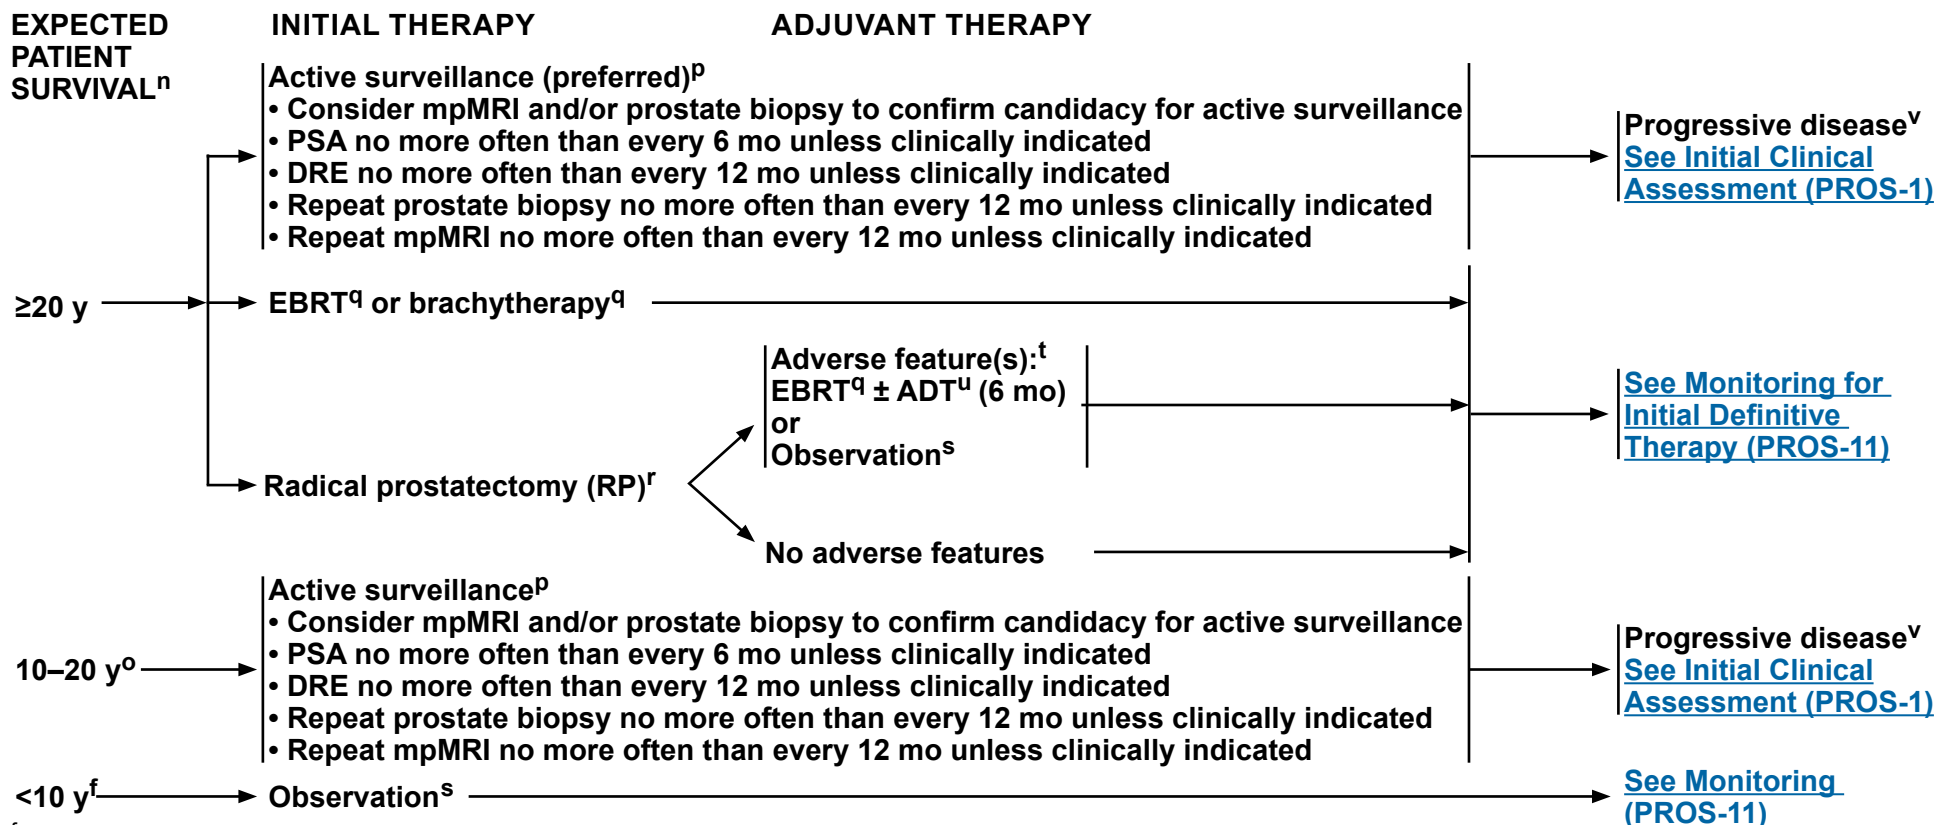 EXPECTED
PATIENT
SURVIVALⁿ
INITIAL THERAPY
ADJUVANT THERAPY
≥20 y
Active surveillance (preferred)ᵖ
• Consider mpMRI and/or prostate biopsy to confirm candidacy for active surveillance
• PSA no more often than every 6 mo unless clinically indicated
• DRE no more often than every 12 mo unless clinically indicated
• Repeat prostate biopsy no more often than every 12 mo unless clinically indicated
• Repeat mpMRI no more often than every 12 mo unless clinically indicated
Progressive diseaseᵛ
See Initial Clinical
Assessment (PROS-1)
EBRT^q or brachytherapy^q
Radical prostatectomy (RP)ʳ
Adverse feature(s):ᵗ
EBRT^q ± ADTᵘ (6 mo)
or
Observationˢ
No adverse features
See Monitoring for
Initial Definitive
Therapy (PROS-11)
10–20 yᵒ
Active surveillanceᵖ
• Consider mpMRI and/or prostate biopsy to confirm candidacy for active surveillance
• PSA no more often than every 6 mo unless clinically indicated
• DRE no more often than every 12 mo unless clinically indicated
• Repeat prostate biopsy no more often than every 12 mo unless clinically indicated
• Repeat mpMRI no more often than every 12 mo unless clinically indicated
Progressive diseaseᵛ
See Initial Clinical
Assessment (PROS-1)
<10 yᶠ
Observationˢ
See Monitoring
(PROS-11)